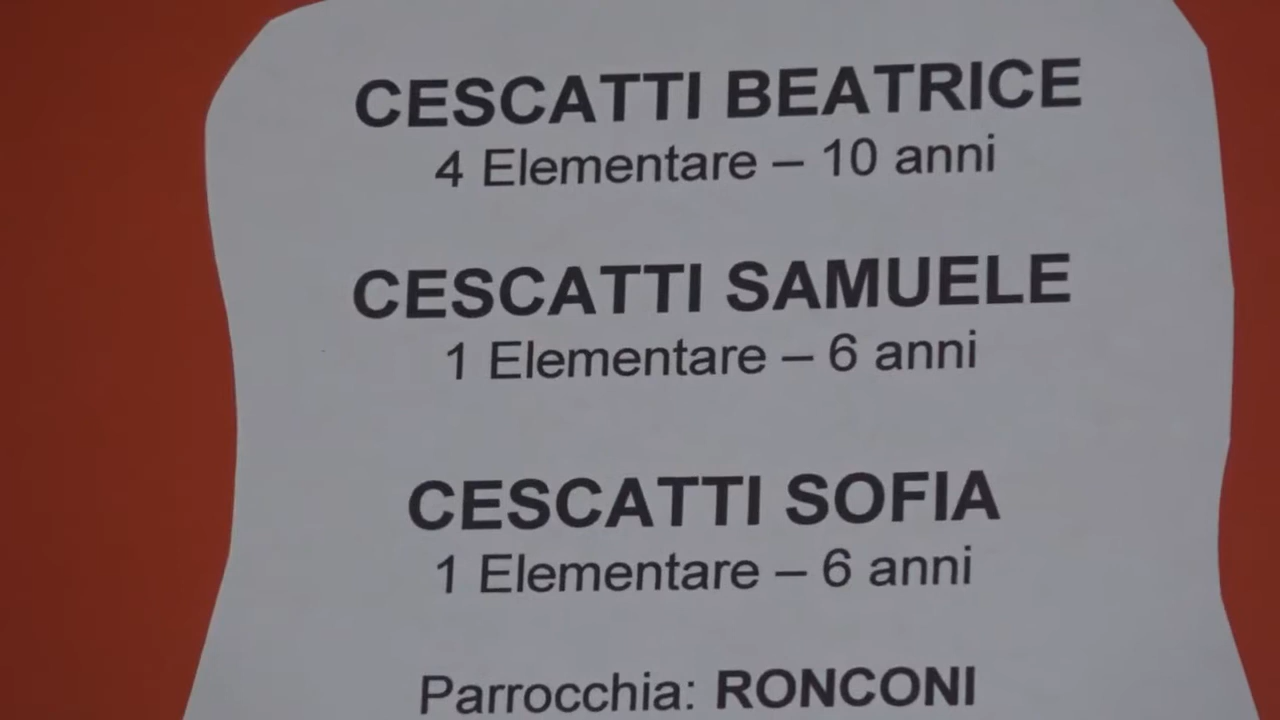 CESCATTI BEATRICE
4 Elementare – 10 anni
CESCATTI SAMUELE
1 Elementare – 6 anni
CESCATTI SOFIA
1 Elementare – 6 anni
Parrocchia: RONCONI